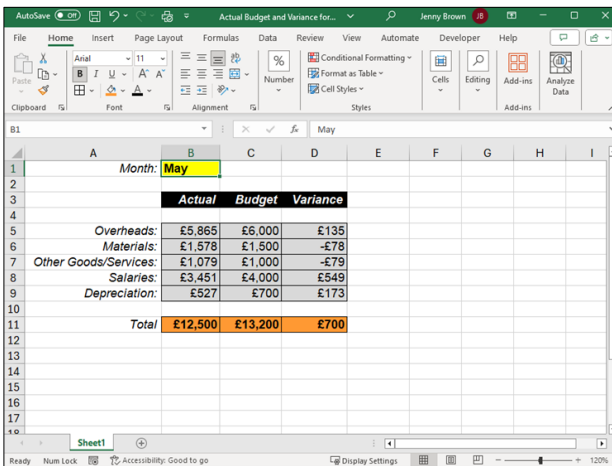 AutoSave Off Actual Budget and Variance for... Jenny Brown JB
File Home Insert Page Layout Formulas Data Review View Automate Developer Help
Paste Arial 11 A^ A˅ Conditional Formatting
B I U Format as Table
Number Cell Styles Cells Editing Add-ins Analyze Data
Clipboard Font Alignment Styles Add-ins
B1 fx May
A B C D E F G H I
1 Month: May
2
3 Actual Budget Variance
4
5 Overheads: £5,865 £6,000 £135
6 Materials: £1,578 £1,500 -£78
7 Other Goods/Services: £1,079 £1,000 -£79
8 Salaries: £3,451 £4,000 £549
9 Depreciation: £527 £700 £173
10
11 Total £12,500 £13,200 £700
12
13
14
15
16
17
18
Sheet1
Ready Num Lock Accessibility: Good to go Display Settings 120%